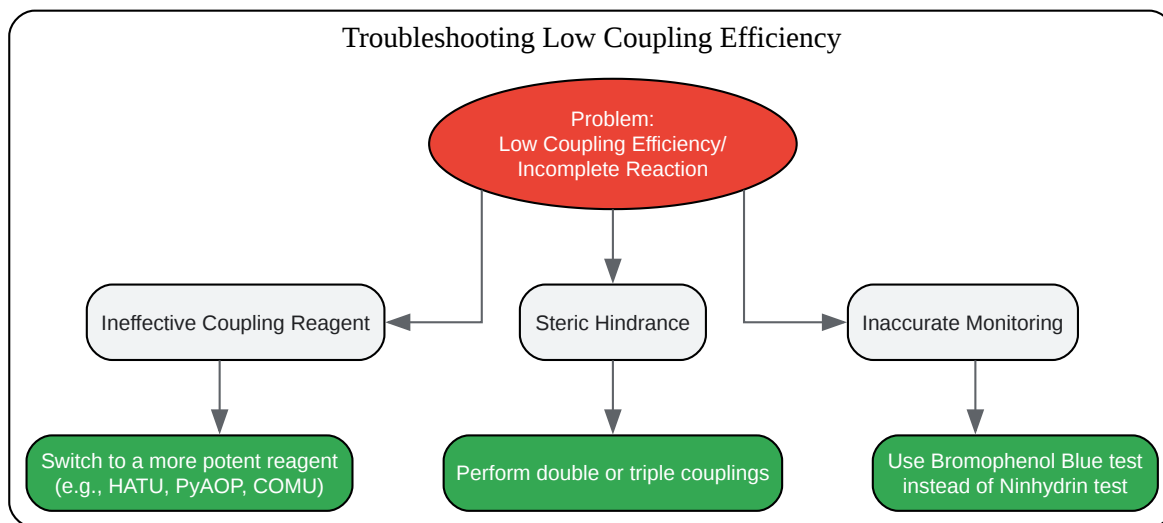 Troubleshooting Low Coupling Efficiency
Problem:
Low Coupling Efficiency/
Incomplete Reaction
Ineffective Coupling Reagent
Steric Hindrance
Inaccurate Monitoring
Switch to a more potent reagent
(e.g., HATU, PyAOP, COMU)
Perform double or triple couplings
Use Bromophenol Blue test
instead of Ninhydrin test